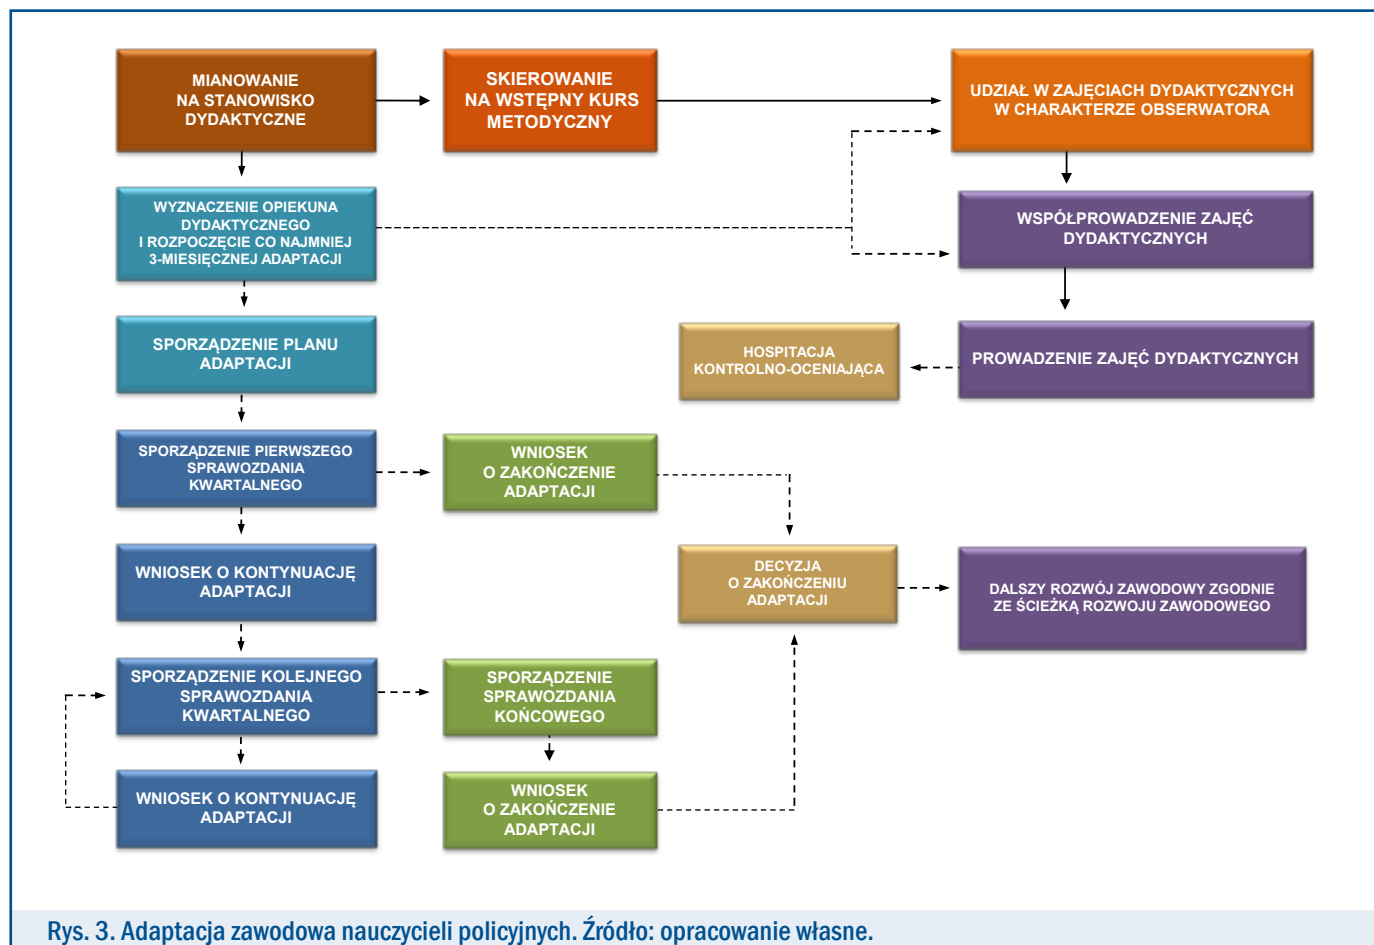 MIANOWANIE
NA STANOWISKO
DYDAKTYCZNE
SKIEROWANIE
NA WSTĘPNY KURS
METODYCZNY
UDZIAŁ W ZAJĘCIACH DYDAKTYCZNYCH
W CHARAKTERZE OBSERWATORA
WYZNACZENIE OPIEKUNA
DYDAKTYCZNEGO
I ROZPOCZĘCIE CO NAJMNIEJ
3-MIESIĘCZNEJ ADAPTACJI
WSPÓŁPROWADZENIE ZAJĘĆ
DYDAKTYCZNYCH
SPORZĄDZENIE PLANU
ADAPTACJI
HOSPITACJA
KONTROLNO-OCENIAJĄCA
PROWADZENIE ZAJĘĆ DYDAKTYCZNYCH
SPORZĄDZENIE PIERWSZEGO
SPRAWOZDANIA
KWARTALNEGO
WNIOSEK
O ZAKOŃCZENIE
ADAPTACJI
WNIOSEK O KONTYNUACJĘ
ADAPTACJI
DECYZJA
O ZAKOŃCZENIU
ADAPTACJI
DALSZY ROZWÓJ ZAWODOWY ZGODNIE
ZE ŚCIEŻKĄ ROZWOJU ZAWODOWEGO
SPORZĄDZENIE KOLEJNEGO
SPRAWOZDANIA
KWARTALNEGO
SPORZĄDZENIE
SPRAWOZDANIA
KOŃCOWEGO
WNIOSEK O KONTYNUACJĘ
ADAPTACJI
WNIOSEK
O ZAKOŃCZENIE
ADAPTACJI
Rys. 3. Adaptacja zawodowa nauczycieli policyjnych. Źródło: opracowanie własne.